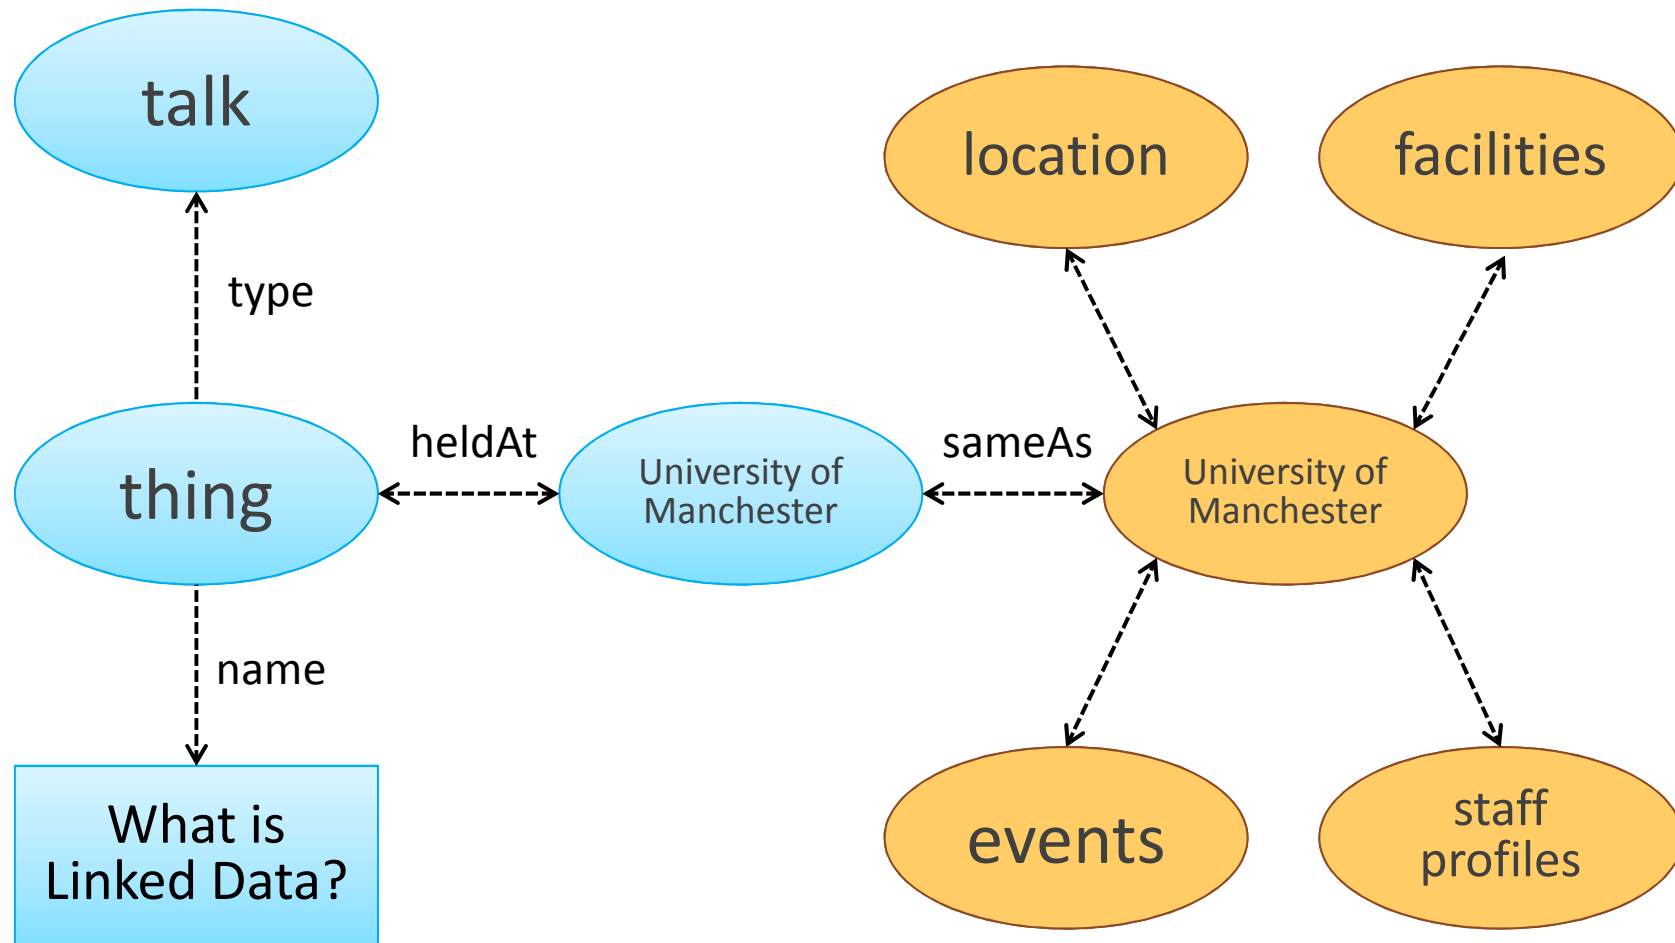 talk
location
facilities
type
heldAt
sameAs
thing
University of
Manchester
University of
Manchester
name
What is
Linked Data?
events
staff
profiles